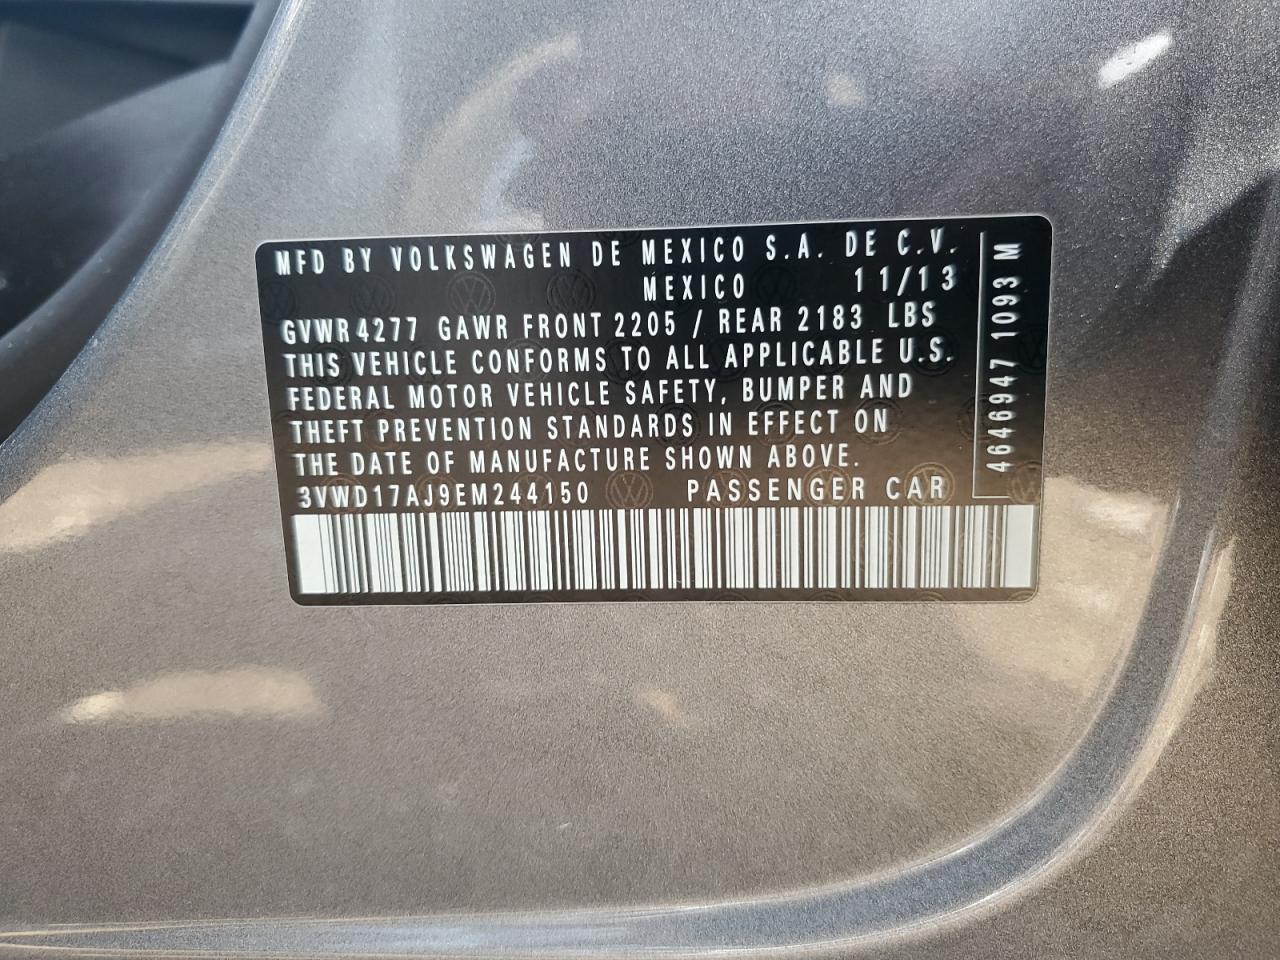 MFD BY VOLKSWAGEN DE MEXICO S.A. DE C.V.
MEXICO 11/13
GVWR 4277 GAWR FRONT 2205 / REAR 2183 LBS
THIS VEHICLE CONFORMS TO ALL APPLICABLE U.S.
FEDERAL MOTOR VEHICLE SAFETY, BUMPER AND
THEFT PREVENTION STANDARDS IN EFFECT ON
THE DATE OF MANUFACTURE SHOWN ABOVE.
3VWD17AJ9EM244150 PASSENGER CAR
4646947 1093 M